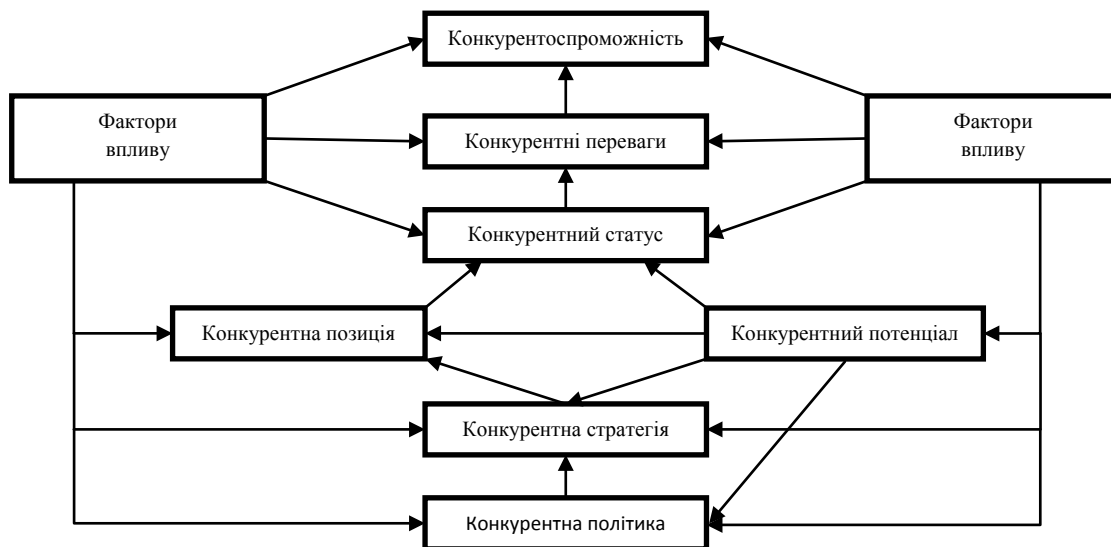 Конкурентоспроможність
Фактори
впливу
Конкурентні переваги
Фактори
впливу
Конкурентний статус
Конкурентна позиція
Конкурентний потенціал
Конкурентна стратегія
Конкурентна політика